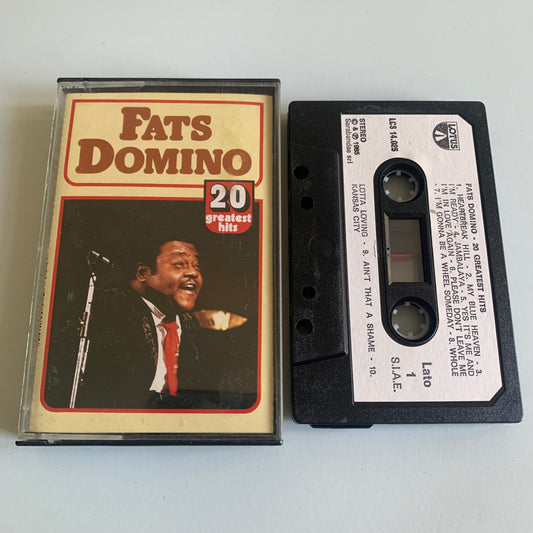 FATS
DOMINO
20
greatest
hits
LOTUS
LCS 14.025
STEREO
© & ℗ 1985
Sarabandas srl
FATS DOMINO - 20 GREATEST HITS
1. HEARTBREAK HILL - 2. MY BLUE HEAVEN - 3.
I'M READY - 4. JAMBALAYA - 5. YES IT'S ME AND
I'M IN LOVE AGAIN - 6. PLEASE DON'T LEAVE ME
- 7. I'M GONNA BE A WHEEL SOMEDAY - 8. WHOLE
LOTTA LOVING - 9. AIN'T THAT A SHAME - 10.
KANSAS CITY
Lato
1
S.I.A.E.